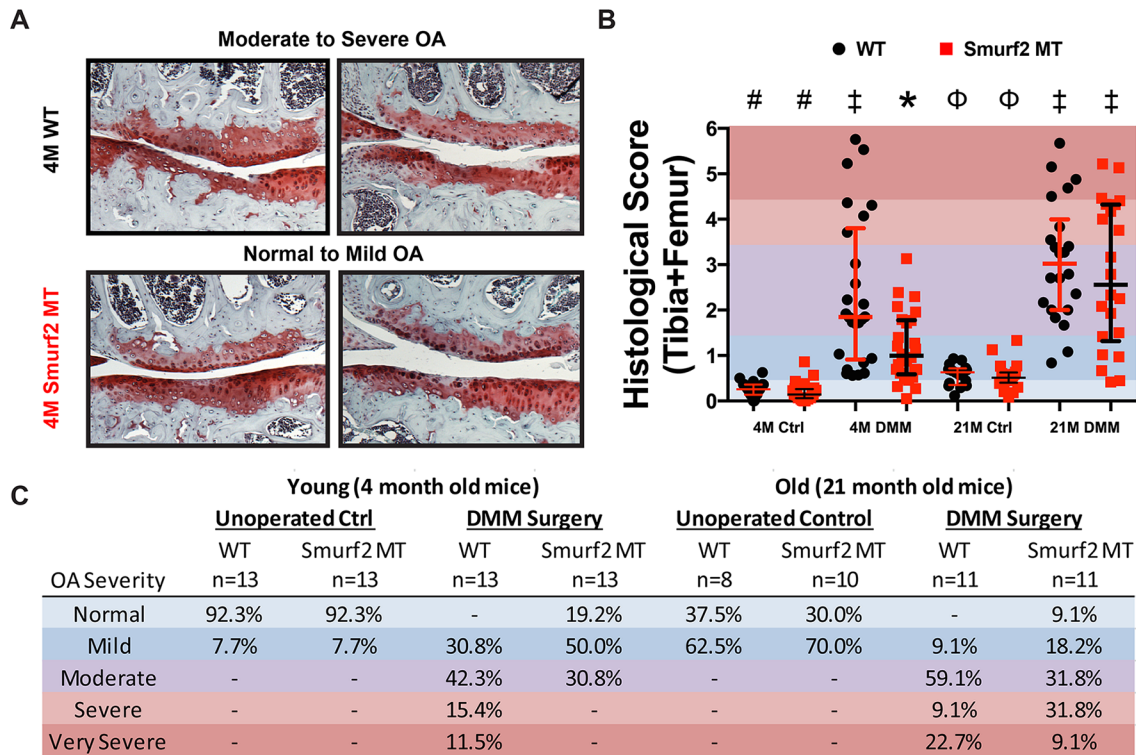 A
Moderate to Severe OA
4M WT
Normal to Mild OA
4M Smurf2 MT
B
WT Smurf2 MT
# # ‡ * Φ Φ ‡ ‡
Histological Score
(Tibia+Femur)
6
5
4
3
2
1
0
4M Ctrl 4M DMM 21M Ctrl 21M DMM
C
Young (4 month old mice) Old (21 month old mice)
Unoperated Ctrl DMM Surgery Unoperated Control DMM Surgery
WT Smurf2 MT WT Smurf2 MT WT Smurf2 MT WT Smurf2 MT
OA Severity n=13 n=13 n=13 n=13 n=8 n=10 n=11 n=11
Normal 92.3% 92.3% - 19.2% 37.5% 30.0% - 9.1%
Mild 7.7% 7.7% 30.8% 50.0% 62.5% 70.0% 9.1% 18.2%
Moderate - - 42.3% 30.8% - - 59.1% 31.8%
Severe - - 15.4% - - - 9.1% 31.8%
Very Severe - - 11.5% - - - 22.7% 9.1%